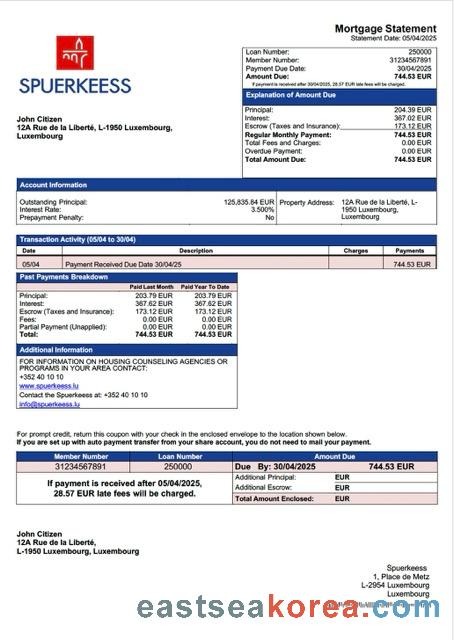 Mortgage Statement
Statement Date: 05/04/2025
SPUERKEESS
Loan Number: 250000
Member Number: 31234567891
Payment Due Date: 30/04/2025
Amount Due: 744.53 EUR
If payment is received after 30/04/2025, 28.57 EUR late fees will be charged.
Explanation of Amount Due
Principal: 204.39 EUR
Interest: 367.02 EUR
Escrow (Taxes and Insurance): 173.12 EUR
Regular Monthly Payment: 744.53 EUR
Total Fees and Charges: 0.00 EUR
Overdue Payment: 0.00 EUR
Total Amount Due: 744.53 EUR
John Citizen
12A Rue de la Liberté, L-1950 Luxembourg,
Luxembourg
Account Information
Outstanding Principal: 125,835.84 EUR
Interest Rate: 3.500%
Prepayment Penalty: No
Property Address: 12A Rue de la Liberté, L-
1950 Luxembourg,
Luxembourg
Transaction Activity (05/04 to 30/04)
Date Description Charges Payments
05/04 Payment Received Due Date 30/04/25 744.53 EUR
Past Payments Breakdown
Paid Last Month Paid Year To Date
Principal: 203.79 EUR 203.79 EUR
Interest: 367.62 EUR 367.62 EUR
Escrow (Taxes and Insurance): 173.12 EUR 173.12 EUR
Fees: 0.00 EUR 0.00 EUR
Partial Payment (Unapplied): 0.00 EUR 0.00 EUR
Total: 744.53 EUR 744.53 EUR
Additional Information
FOR INFORMATION ON HOUSING COUNSELING AGENCIES OR
PROGRAMS IN YOUR AREA CONTACT:
+352 40 10 10
www.spuerkeess.lu
Contact the Spuerkeess at: +352 40 10 10
info@spuerkeess.lu
For prompt credit, return this coupon with your check in the enclosed envelope to the location shown below.
If you are set up with auto payment transfer from your share account, you do not need to mail your payment.
Member Number Loan Number Amount Due
31234567891 250000 Due By: 30/04/2025 744.53 EUR
If payment is received after 05/04/2025,
28.57 EUR late fees will be charged.
Additional Principal: EUR
Additional Escrow: EUR
Total Amount Enclosed: EUR
John Citizen
12A Rue de la Liberté,
L-1950 Luxembourg, Luxembourg
Spuerkeess
1, Place de Metz
L-2954 Luxembourg
Luxembourg
eastseakorea.com